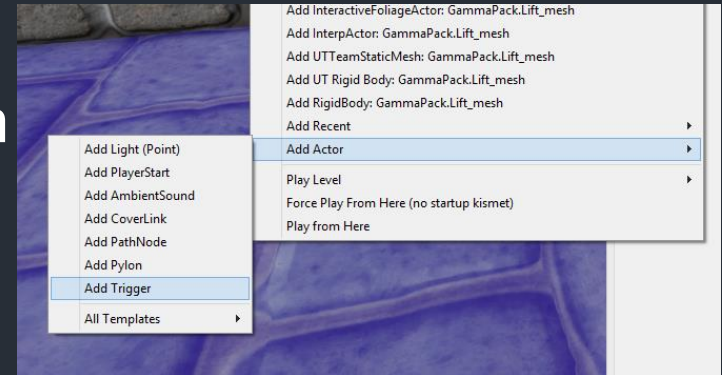 Add InteractiveFoliageActor: GammaPack.Lift_mesh
Add InterpActor: GammaPack.Lift_mesh
Add UTTeamStaticMesh: GammaPack.Lift_mesh
Add UT Rigid Body: GammaPack.Lift_mesh
Add RigidBody: GammaPack.Lift_mesh
Add Recent
Add Actor
Play Level
Force Play From Here (no startup kismet)
Play from Here
Add Light (Point)
Add PlayerStart
Add AmbientSound
Add CoverLink
Add PathNode
Add Pylon
Add Trigger
All Templates